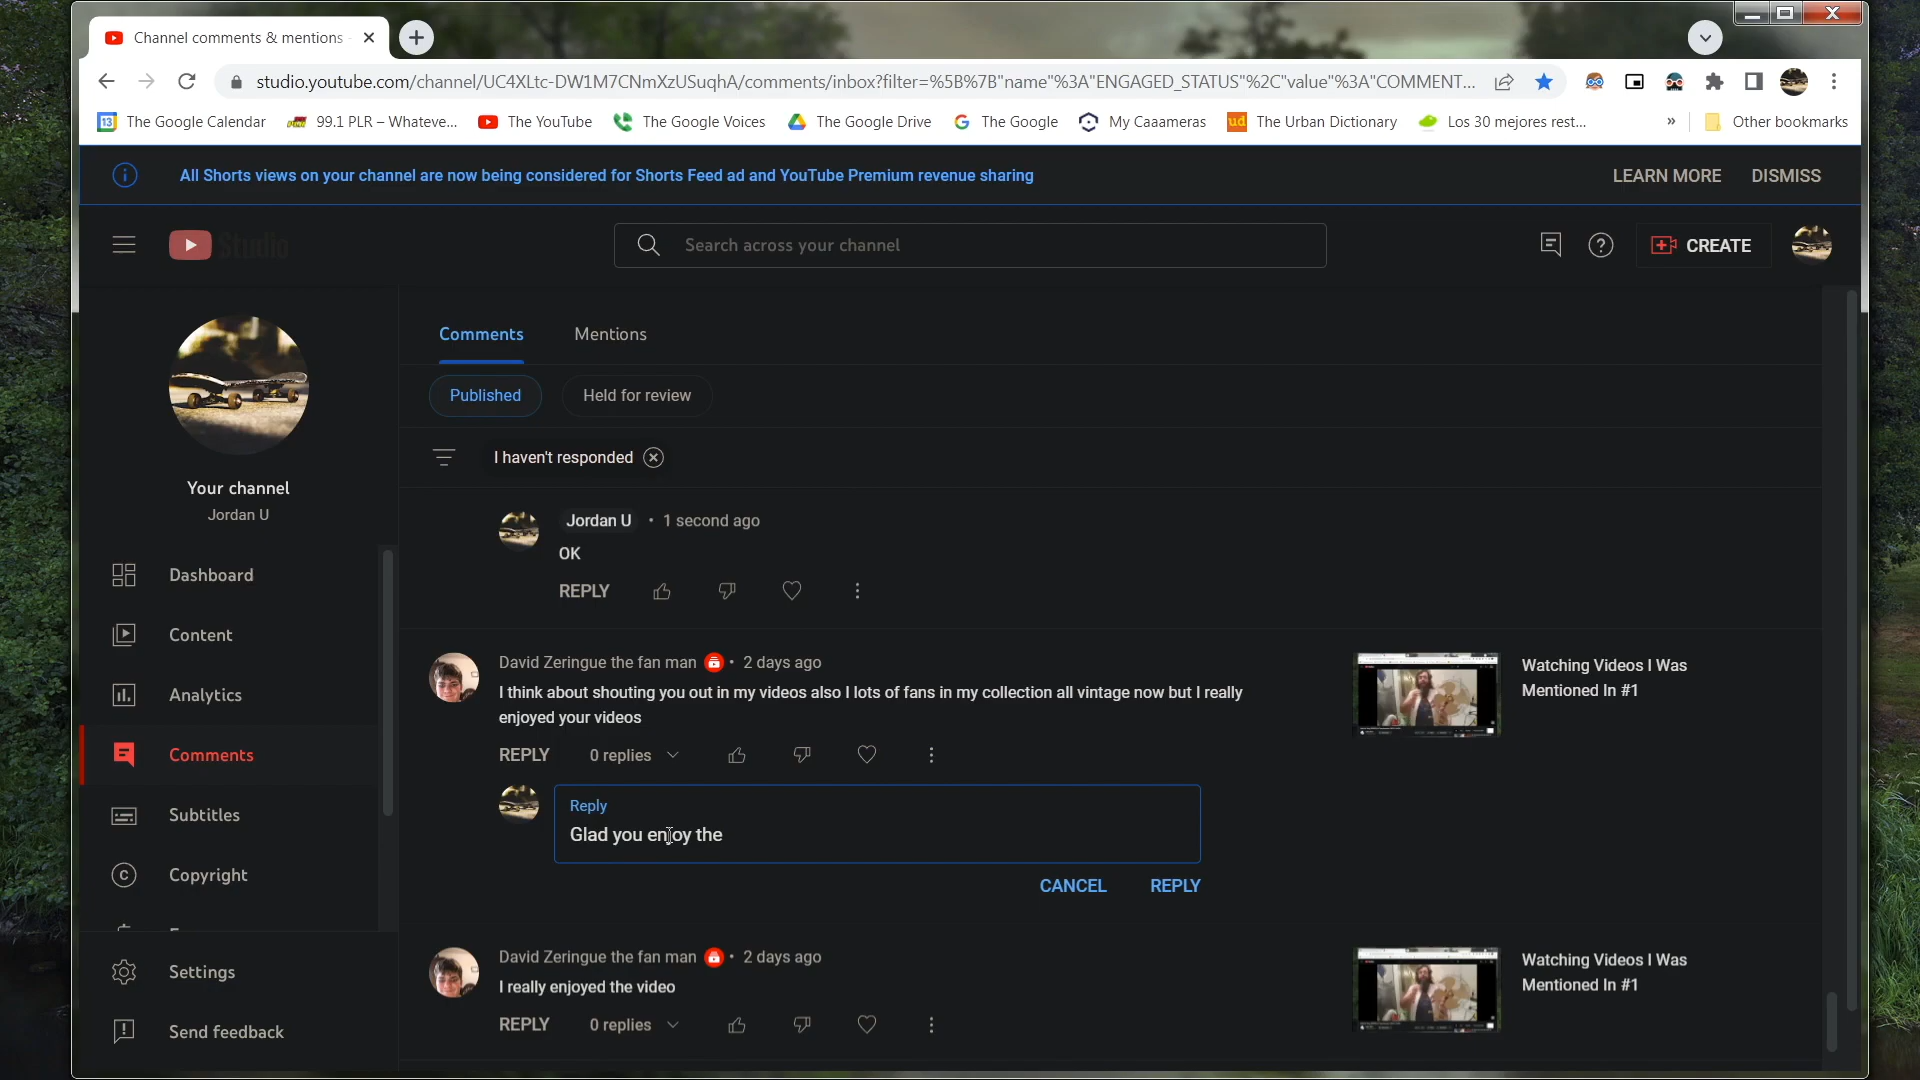 Channel comments & mentions
studio.youtube.com/channel/UC4XLtc-DW1M7CNmXzUSuqhA/comments/inbox?filter=%5B%7B"name"%3A"ENGAGED_STATUS"%2C"value"%3A"COMMENT...
13 The Google Calendar 99.1 PLR – Whateve... The YouTube The Google Voices The Google Drive The Google My Caaameras ud The Urban Dictionary Los 30 mejores rest... » Other bookmarks
All Shorts views on your channel are now being considered for Shorts Feed ad and YouTube Premium revenue sharing LEARN MORE DISMISS
Studio Search across your channel CREATE
Comments Mentions
Published Held for review
I haven't responded
Your channel
Jordan U
Dashboard
Content
Analytics
Comments
Subtitles
Copyright
Settings
Send feedback
Jordan U • 1 second ago
OK
REPLY
David Zeringue the fan man • 2 days ago
I think about shouting you out in my videos also I lots of fans in my collection all vintage now but I really
enjoyed your videos
REPLY 0 replies
Watching Videos I Was
Mentioned In #1
Reply
Glad you enjoy the
CANCEL REPLY
David Zeringue the fan man • 2 days ago
I really enjoyed the video
REPLY 0 replies
Watching Videos I Was
Mentioned In #1